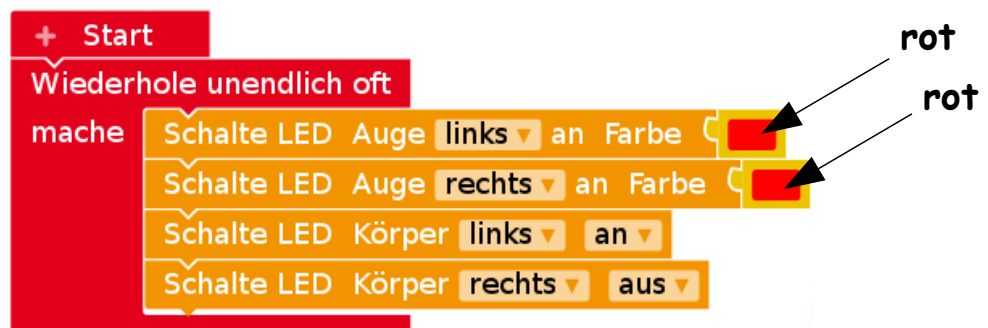 + Start
rot
Wiederhole unendlich oft
rot
mache Schalte LED Auge links an Farbe
Schalte LED Auge rechts an Farbe
Schalte LED Körper links an
Schalte LED Körper rechts aus